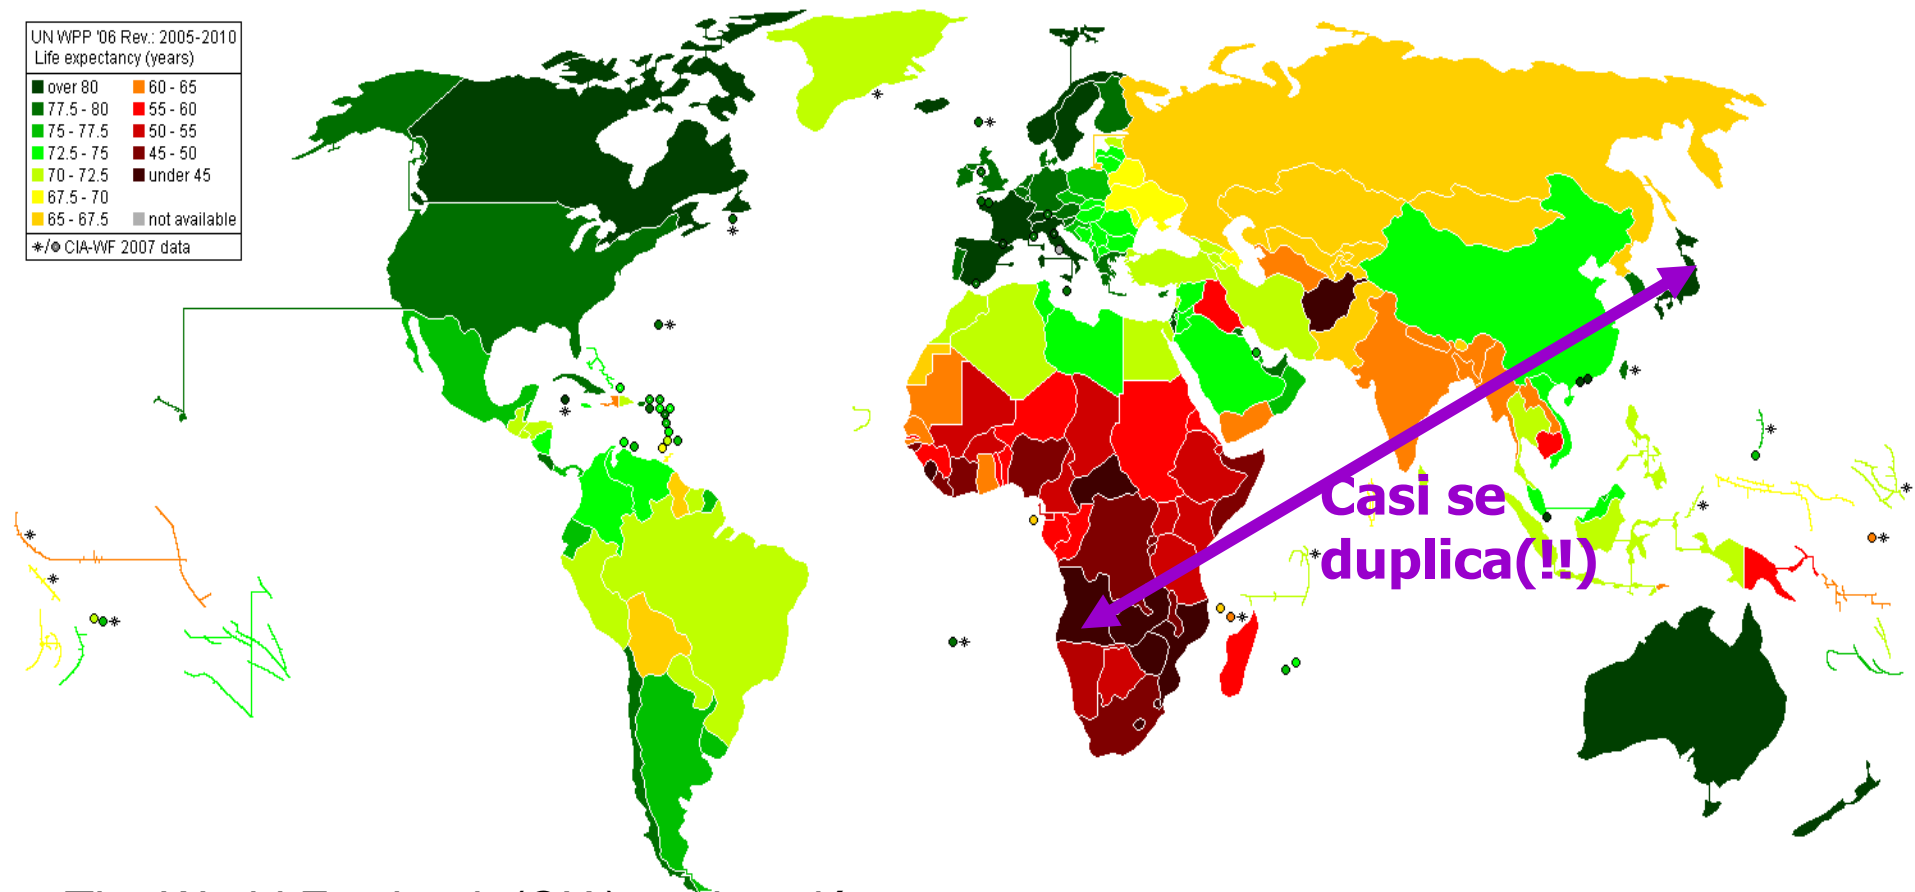 UN WPP '06 Rev.: 2005-2010
Life expectancy (years)
over 80
77.5 - 80
75 - 77.5
72.5 - 75
70 - 72.5
67.5 - 70
65 - 67.5
60 - 65
55 - 60
50 - 55
45 - 50
under 45
not available
*/ CIA-WF 2007 data
Casi se
duplica(!!)